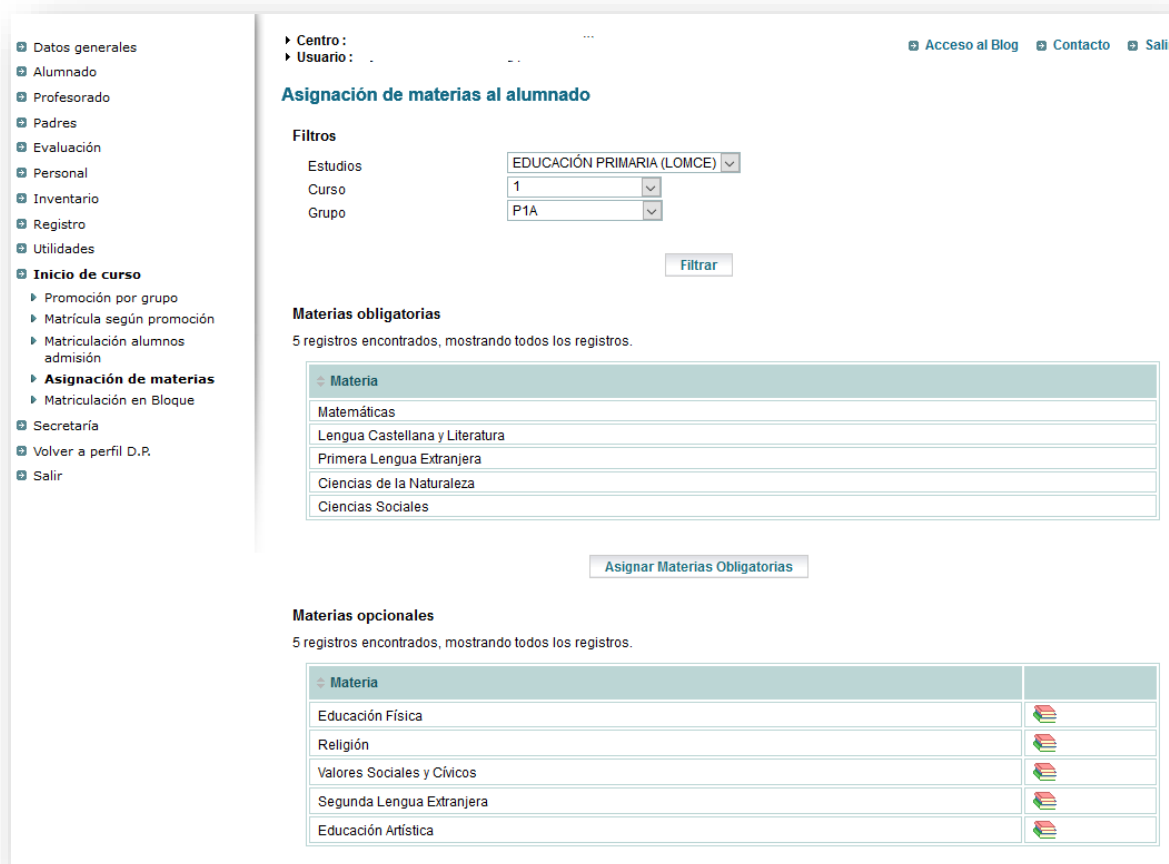 Datos generales
Alumnado
Profesorado
Padres
Evaluación
Personal
Inventario
Registro
Utilidades
Inicio de curso
Promoción por grupo
Matrícula según promoción
Matriculación alumnos
admisión
Asignación de materias
Matriculación en Bloque
Secretaría
Volver a perfil D.P.
Salir
Centro :
Usuario :
Acceso al Blog Contacto Sali
Asignación de materias al alumnado
Filtros
Estudios EDUCACIÓN PRIMARIA (LOMCE)
Curso 1
Grupo P1A
Filtrar
Materias obligatorias
5 registros encontrados, mostrando todos los registros.
Materia
Matemáticas
Lengua Castellana y Literatura
Primera Lengua Extranjera
Ciencias de la Naturaleza
Ciencias Sociales
Asignar Materias Obligatorias
Materias opcionales
5 registros encontrados, mostrando todos los registros.
Materia
Educación Física
Religión
Valores Sociales y Cívicos
Segunda Lengua Extranjera
Educación Artística